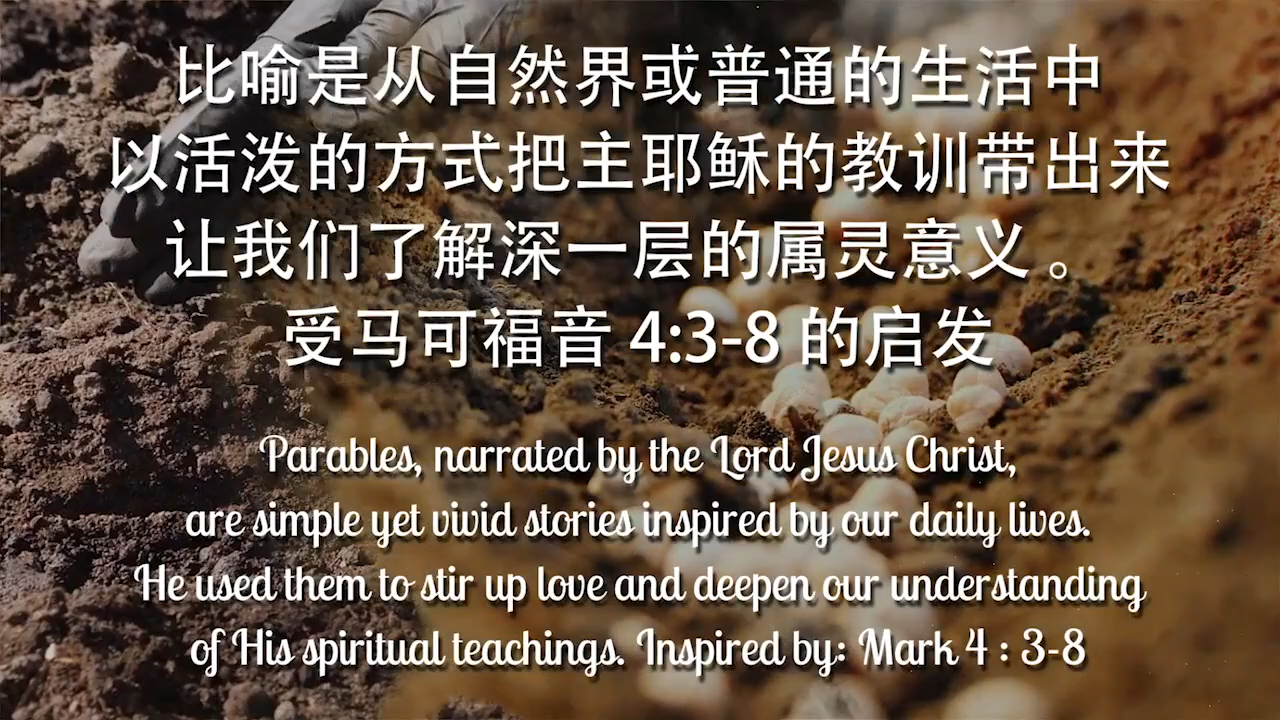 比喻是从自然界或普通的生活中
以活泼的方式把主耶稣的教训带出来
让我们了解深一层的属灵意义。
受马可福音 4:3-8 的启发
Parables, narrated by the Lord Jesus Christ,
are simple yet vivid stories inspired by our daily lives.
He used them to stir up love and deepen our understanding
of His spiritual teachings. Inspired by: Mark 4 : 3-8